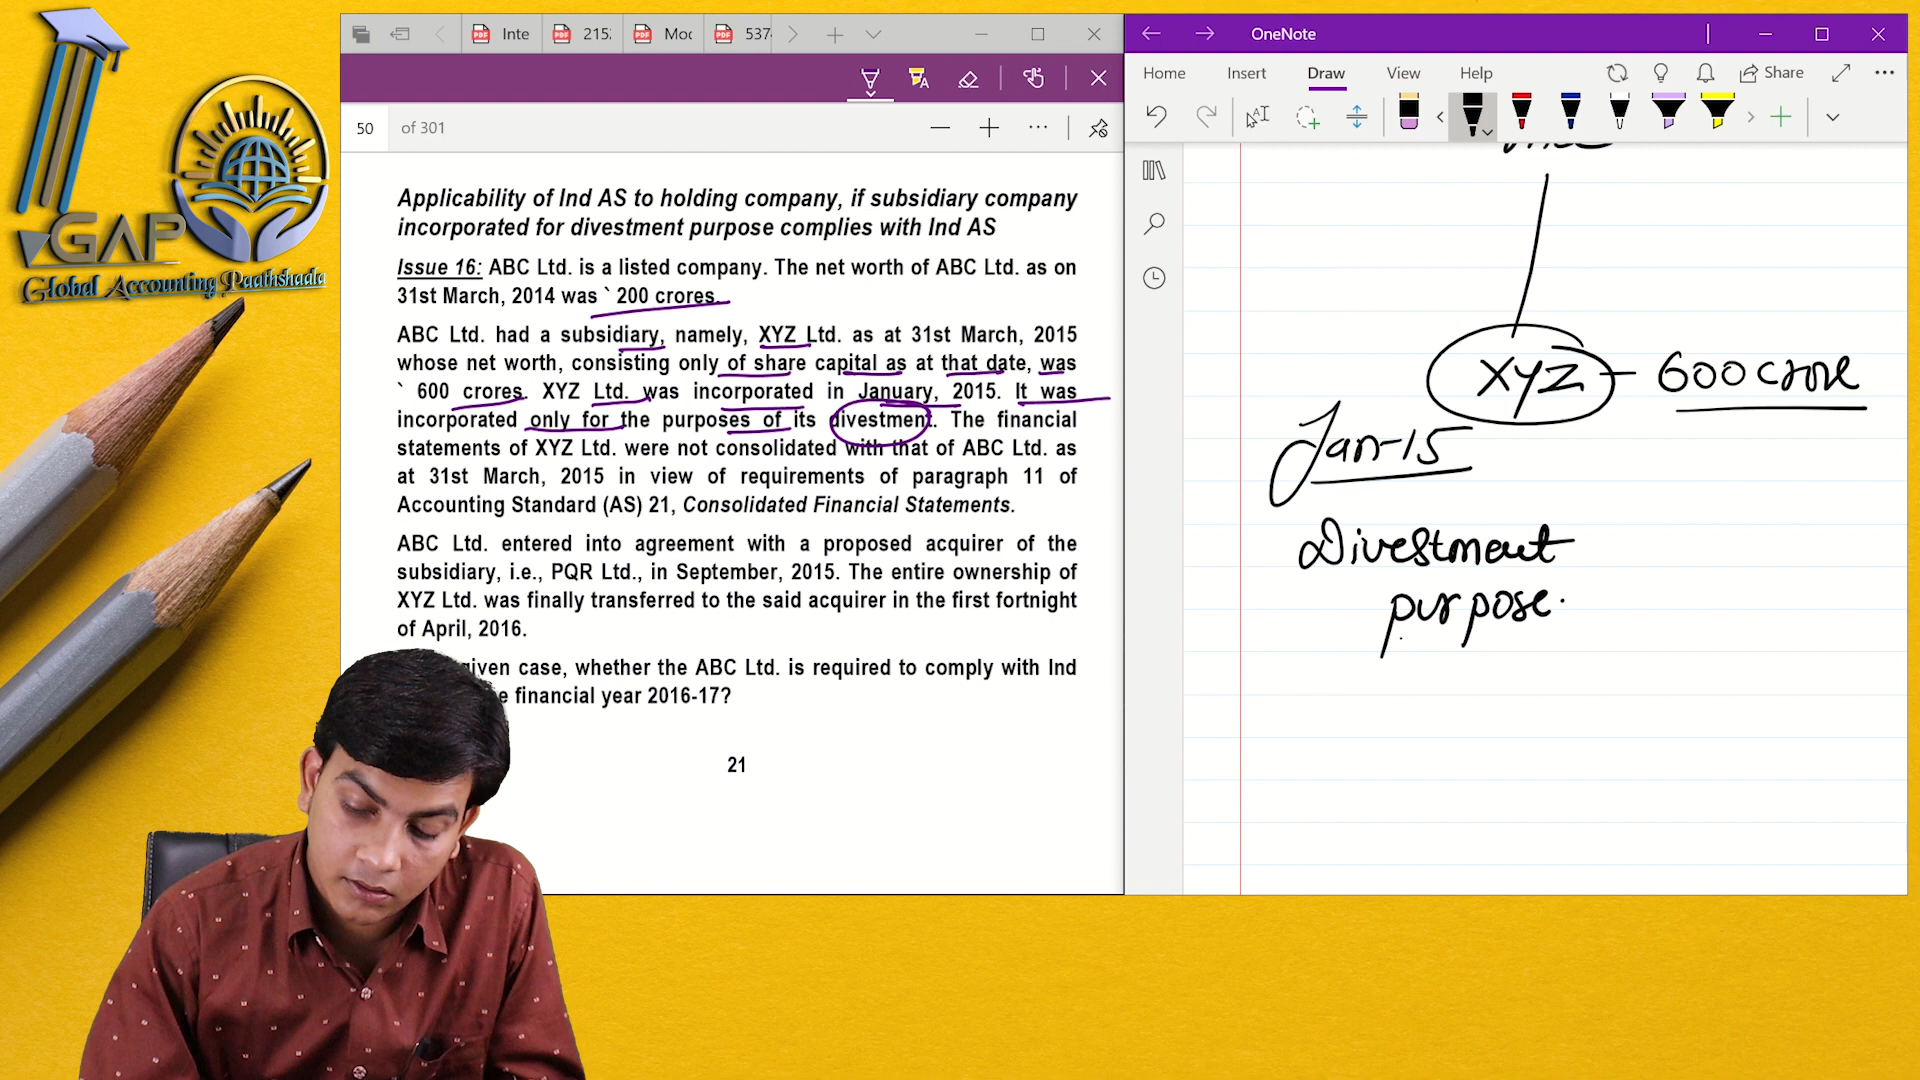 GAP
Global Accounting Paathshaala
Inte
215
Moc
537
50 of 301
Applicability of Ind AS to holding company, if subsidiary company
incorporated for divestment purpose complies with Ind AS
Issue 16: ABC Ltd. is a listed company. The net worth of ABC Ltd. as on
31st March, 2014 was ` 200 crores.
ABC Ltd. had a subsidiary, namely, XYZ Ltd. as at 31st March, 2015
whose net worth, consisting only of share capital as at that date, was
` 600 crores. XYZ Ltd. was incorporated in January, 2015. It was
incorporated only for the purposes of its divestment. The financial
statements of XYZ Ltd. were not consolidated with that of ABC Ltd. as
at 31st March, 2015 in view of requirements of paragraph 11 of
Accounting Standard (AS) 21, Consolidated Financial Statements.
ABC Ltd. entered into agreement with a proposed acquirer of the
subsidiary, i.e., PQR Ltd., in September, 2015. The entire ownership of
XYZ Ltd. was finally transferred to the said acquirer in the first fortnight
of April, 2016.
given case, whether the ABC Ltd. is required to comply with Ind
financial year 2016-17?
21
OneNote
Home Insert Draw View Help Share
XYZ - 600 crore
Jan-15
Divestment
purpose.